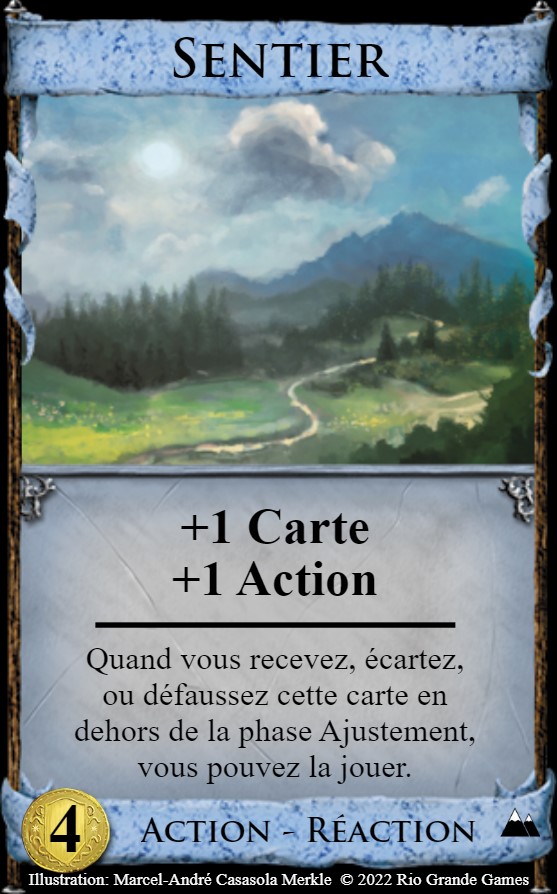 Sentier
+1 Carte
+1 Action
Quand vous recevez, écartez,
ou défaussez cette carte en
dehors de la phase Ajustement,
vous pouvez la jouer.
4
Action - Réaction
Illustration: Marcel-André Casasola Merkle © 2022 Rio Grande Games